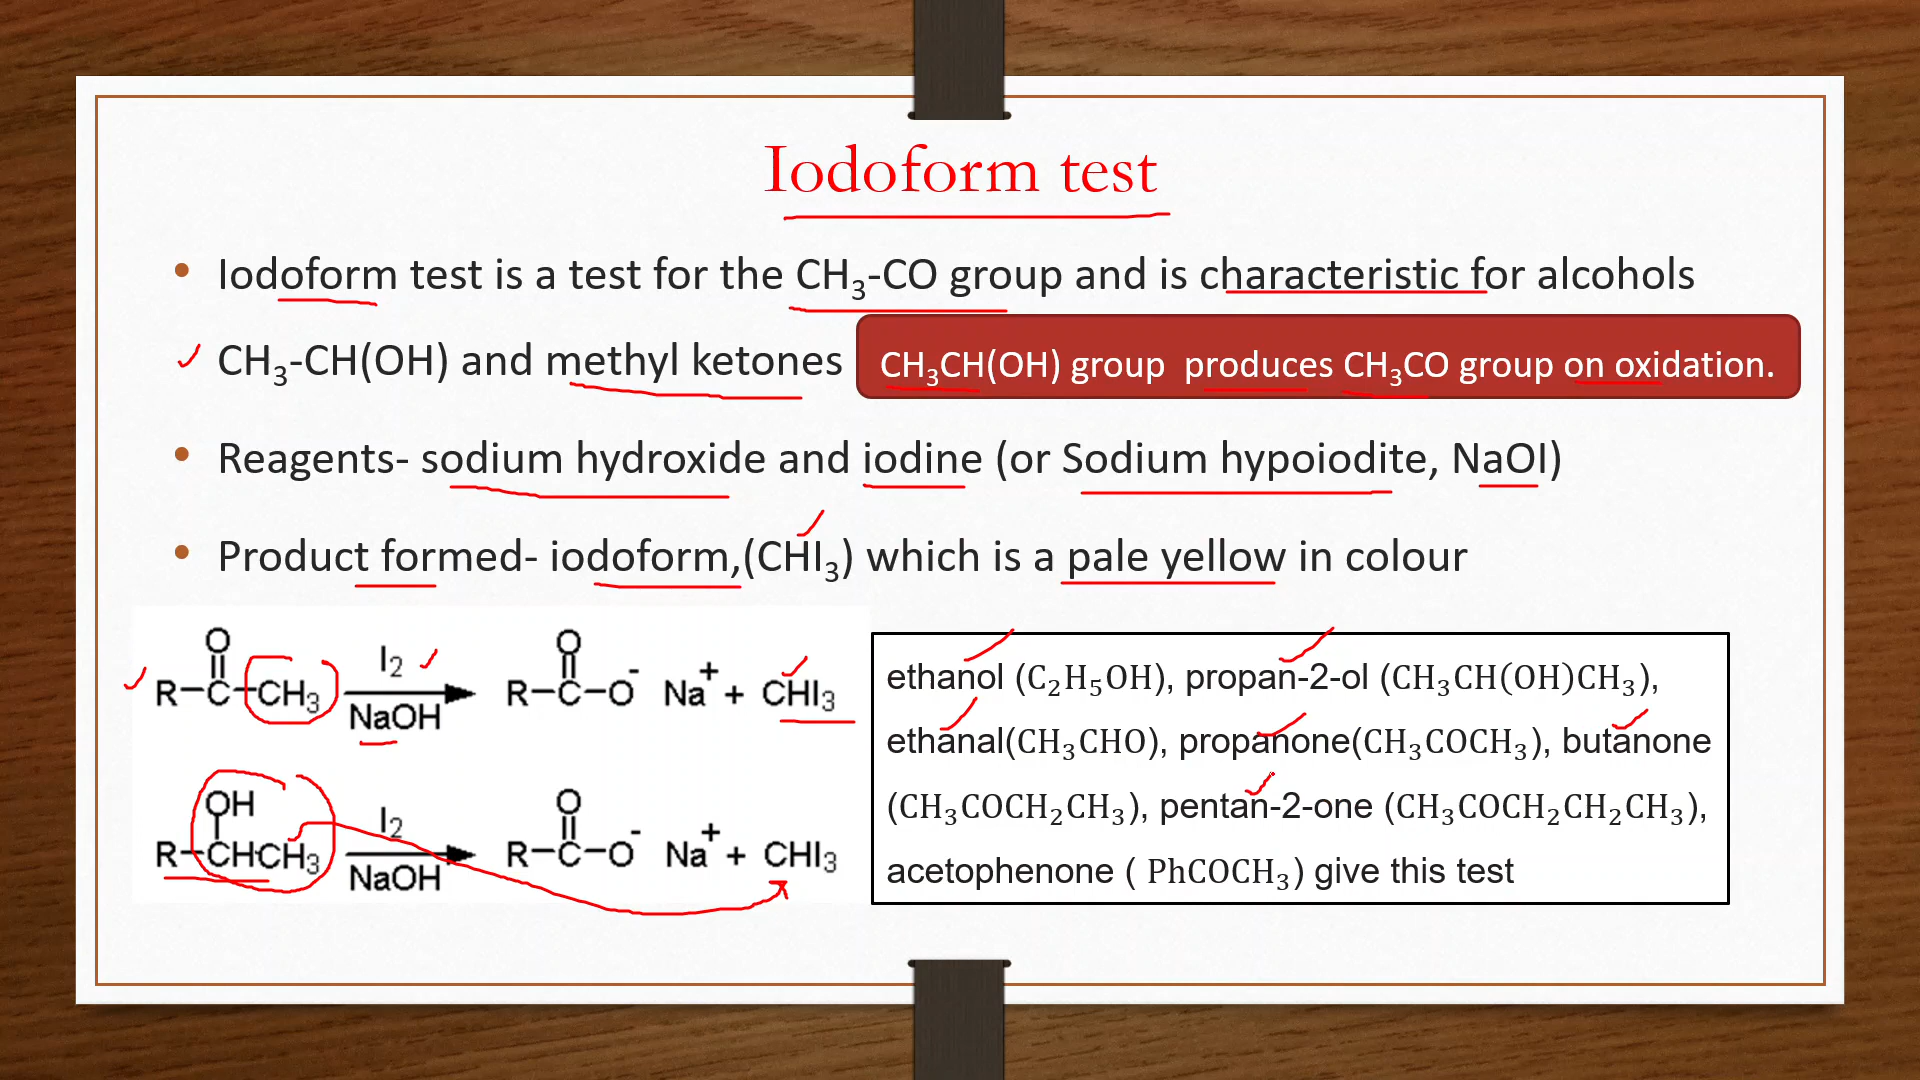 Iodoform test
• Iodoform test is a test for the CH₃-CO group and is characteristic for alcohols
CH₃-CH(OH) and methyl ketones
CH₃CH(OH) group produces CH₃CO group on oxidation.
• Reagents- sodium hydroxide and iodine (or Sodium hypoiodite, NaOI)
• Product formed- iodoform,(CHI₃) which is a pale yellow in colour
O
R-C-CH₃
I₂
NaOH
O
R-C-O⁻ Na⁺ + CHI₃
OH
R-CHCH₃
I₂
NaOH
O
R-C-O⁻ Na⁺ + CHI₃
ethanol (C₂H₅OH), propan-2-ol (CH₃CH(OH)CH₃),
ethanal(CH₃CHO), propanone(CH₃COCH₃), butanone
(CH₃COCH₂CH₃), pentan-2-one (CH₃COCH₂CH₂CH₃),
acetophenone ( PhCOCH₃) give this test